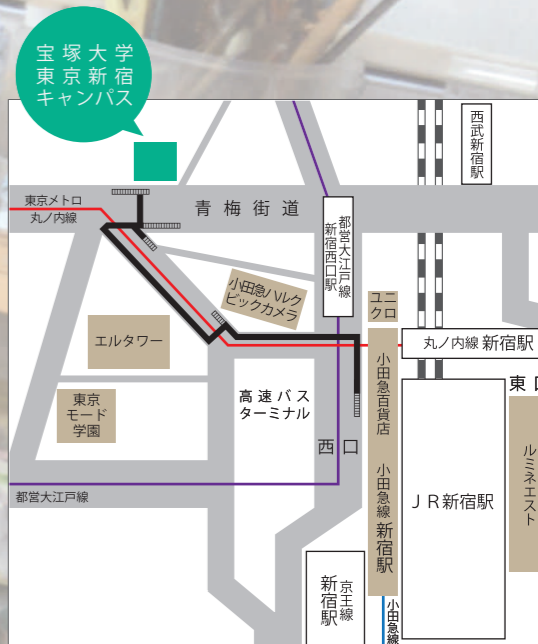 宝塚大学
東京新宿
キャンパス
西武新宿駅
東京メトロ
丸ノ内線
青梅街道
都営大江戸線
新宿西口駅
小田急ハルク
ビックカメラ
ユニ
クロ
エルタワー
丸ノ内線 新宿駅
小田急百貨店
東京
モード
学園
高速バス
ターミナル
東口
西口
ルミネエスト
都営大江戸線
小田急線 新宿駅
JR新宿駅
京王線
新宿駅
小田急線